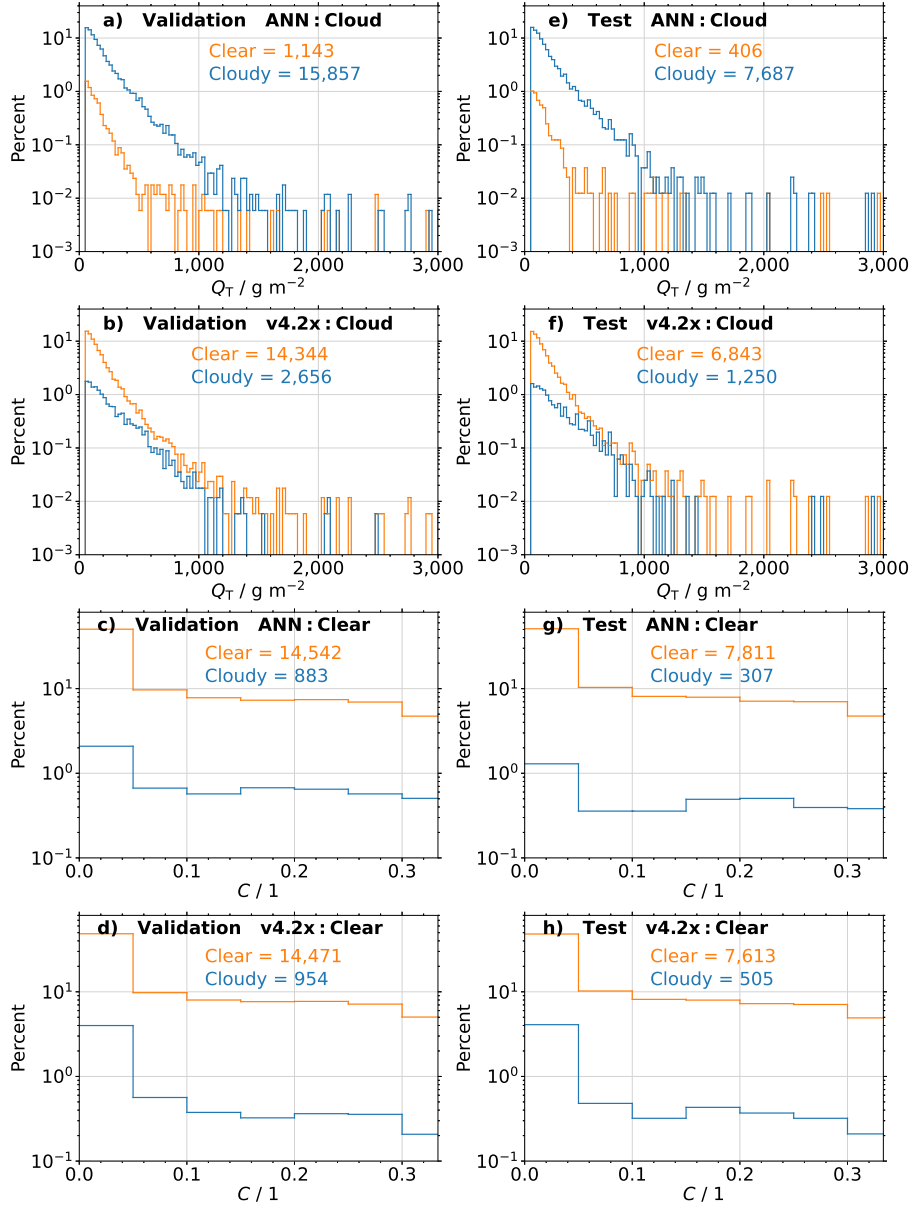 a) Validation ANN : Cloud
Clear = 1,143
Cloudy = 15,857
10¹
10⁰
10⁻¹
10⁻²
10⁻³
Percent
0 1,000 2,000 3,000
Q_T / g m⁻²
e) Test ANN : Cloud
Clear = 406
Cloudy = 7,687
10¹
10⁰
10⁻¹
10⁻²
10⁻³
Percent
0 1,000 2,000 3,000
Q_T / g m⁻²
b) Validation v4.2x : Cloud
Clear = 14,344
Cloudy = 2,656
10¹
10⁰
10⁻¹
10⁻²
10⁻³
Percent
0 1,000 2,000 3,000
Q_T / g m⁻²
f) Test v4.2x : Cloud
Clear = 6,843
Cloudy = 1,250
10¹
10⁰
10⁻¹
10⁻²
10⁻³
Percent
0 1,000 2,000 3,000
Q_T / g m⁻²
c) Validation ANN : Clear
Clear = 14,542
Cloudy = 883
10¹
10⁰
10⁻¹
Percent
0.0 0.1 0.2 0.3
C / 1
g) Test ANN : Clear
Clear = 7,811
Cloudy = 307
10¹
10⁰
10⁻¹
Percent
0.0 0.1 0.2 0.3
C / 1
d) Validation v4.2x : Clear
Clear = 14,471
Cloudy = 954
10¹
10⁰
10⁻¹
Percent
0.0 0.1 0.2 0.3
C / 1
h) Test v4.2x : Clear
Clear = 7,613
Cloudy = 505
10¹
10⁰
10⁻¹
Percent
0.0 0.1 0.2 0.3
C / 1